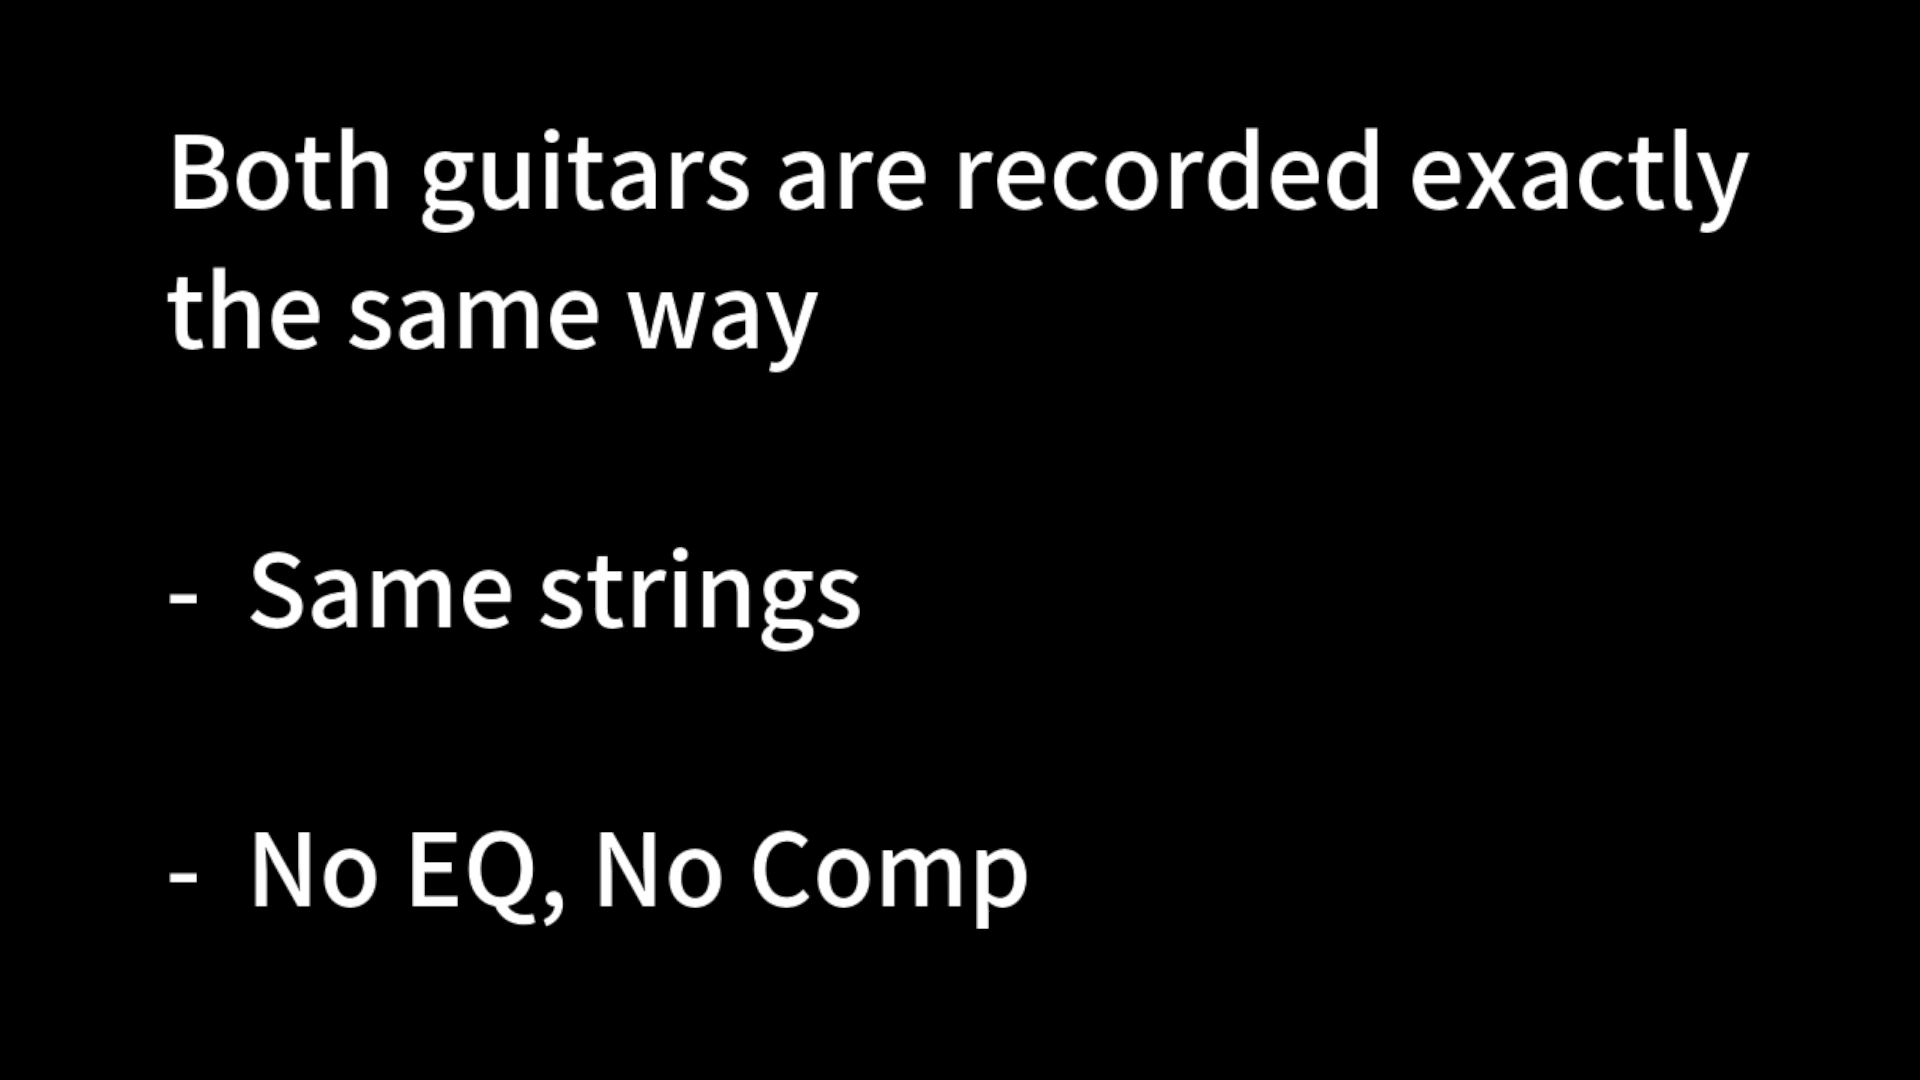 Both guitars are recorded exactly
the same way
- Same strings
- No EQ, No Comp